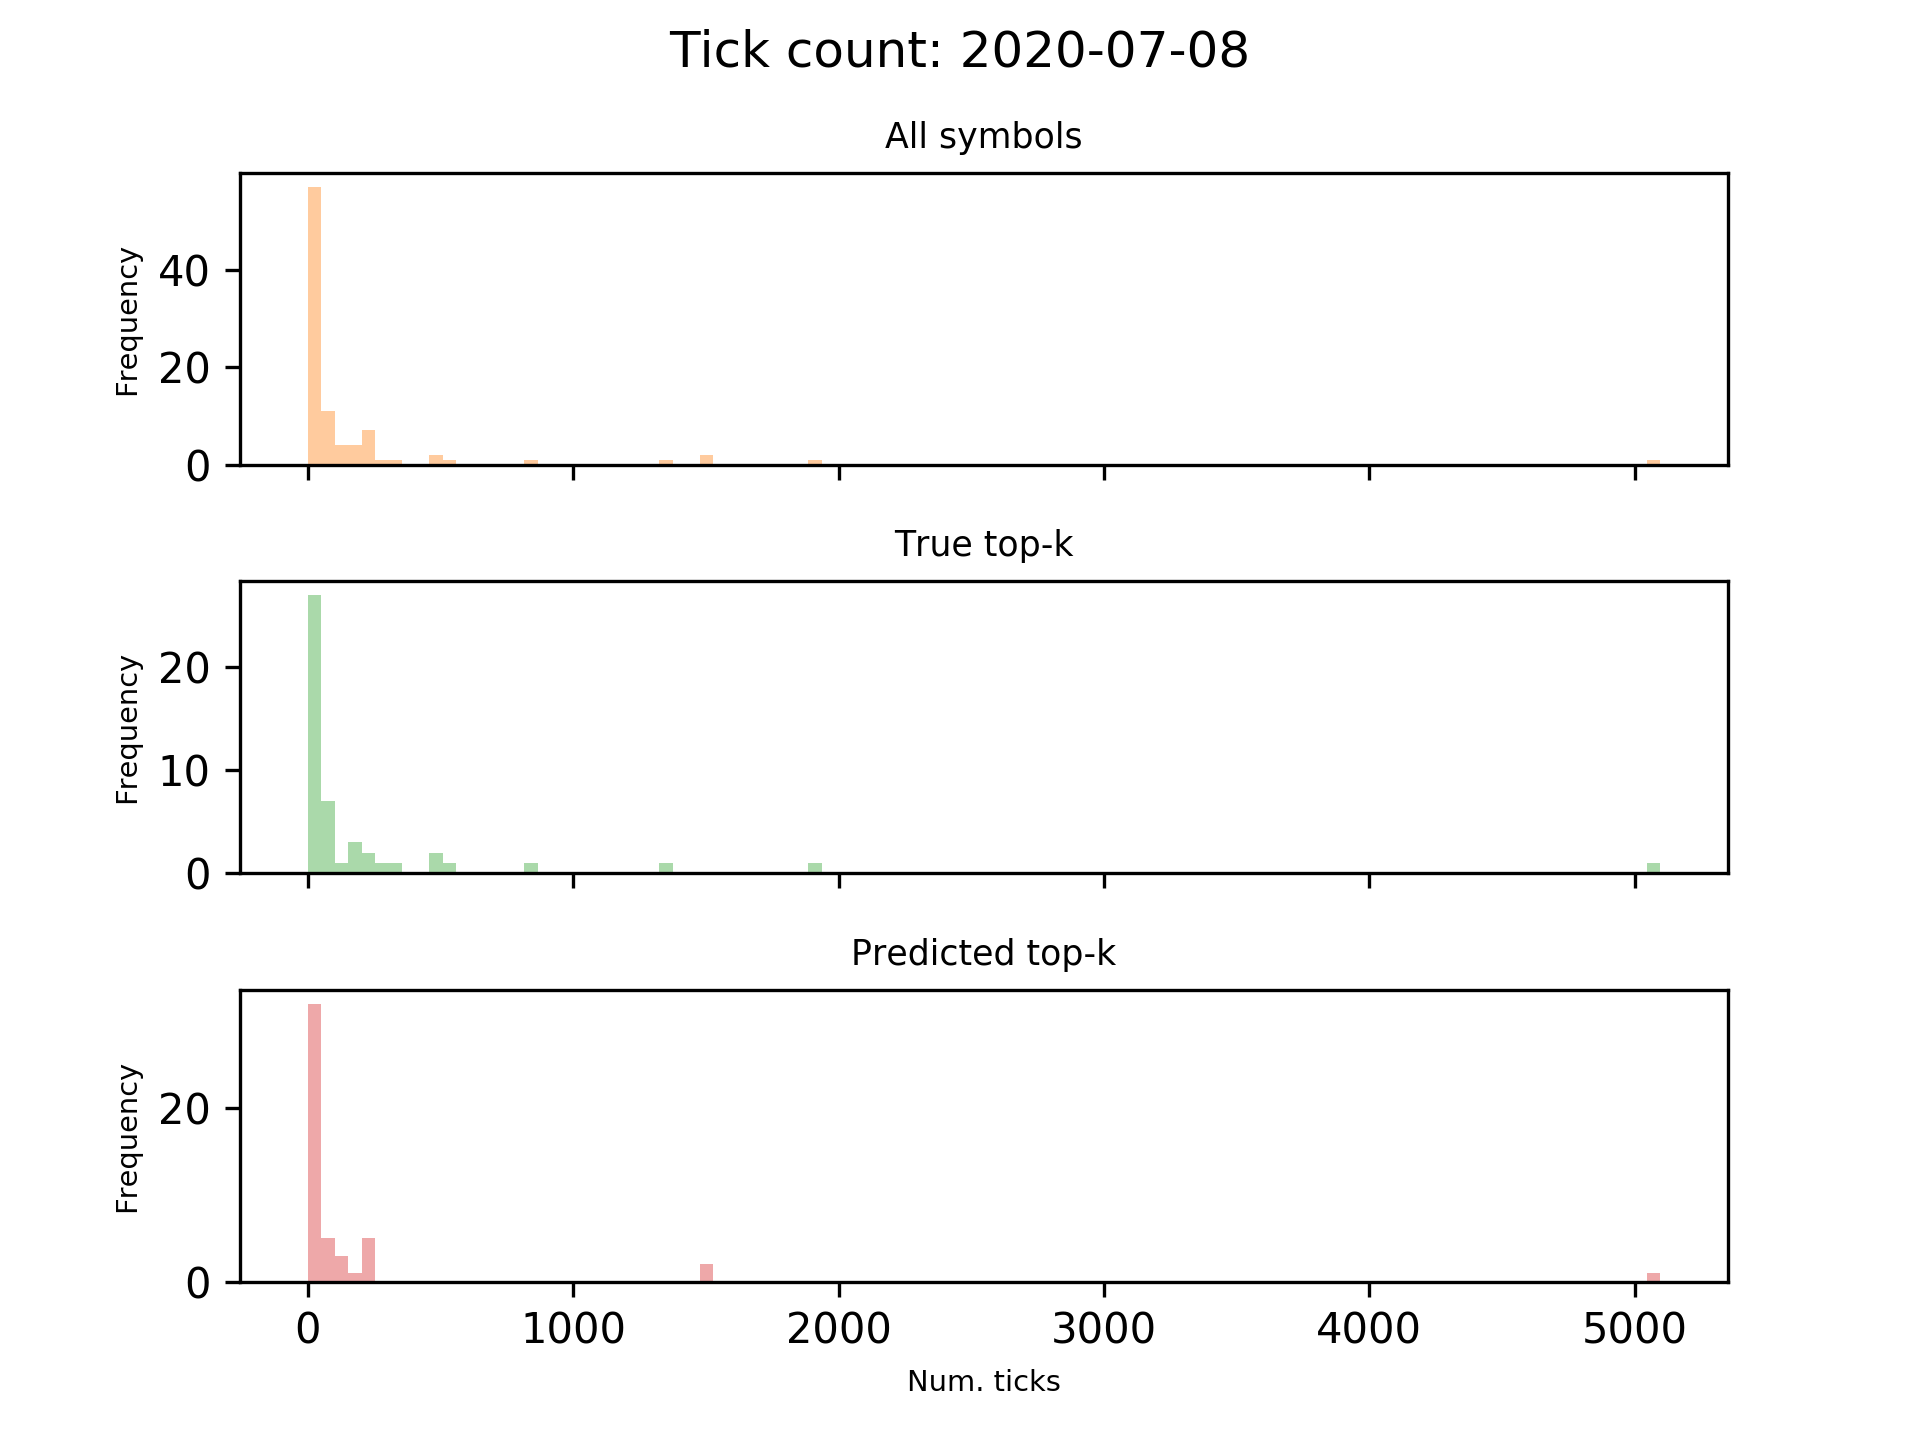 Tick count: 2020-07-08
All symbols
Frequency
40
20
0
True top-k
Frequency
20
10
0
Predicted top-k
Frequency
20
0
0 1000 2000 3000 4000 5000
Num. ticks